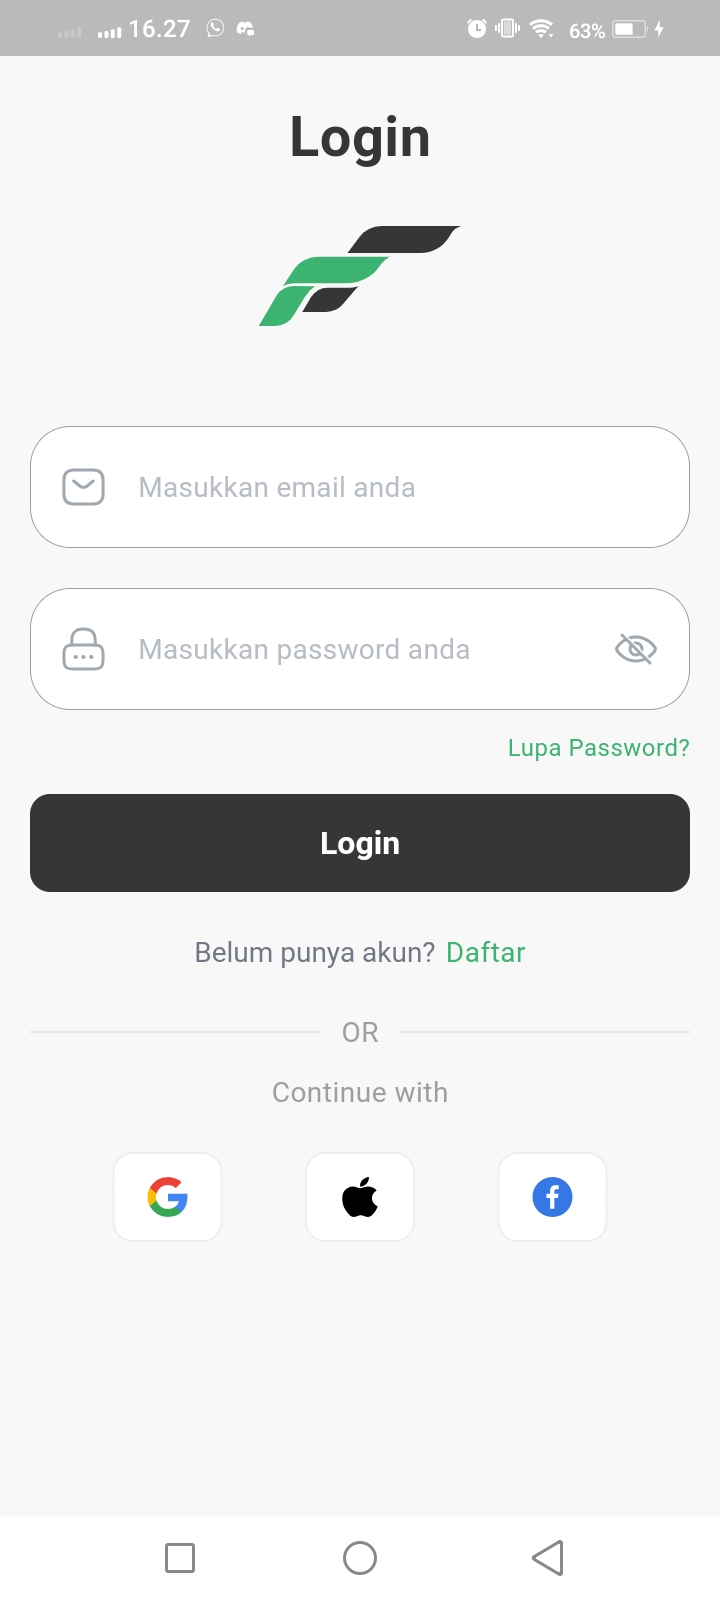 16.27 63%
Login
Masukkan email anda
Masukkan password anda
Lupa Password?
Login
Belum punya akun? Daftar
OR
Continue with